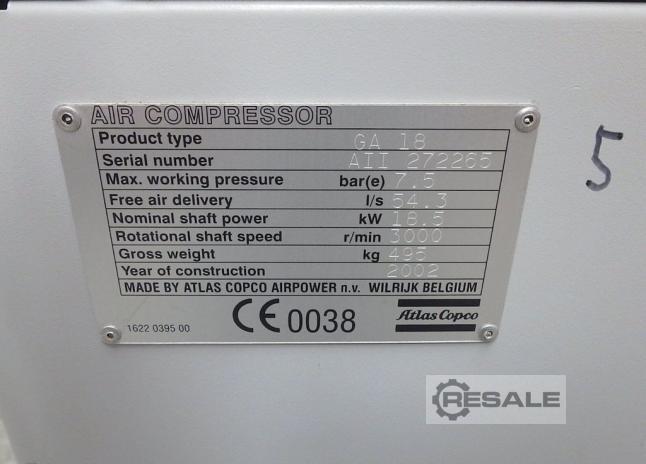 AIR COMPRESSOR
Product type GA 18
Serial number AII 272265
Max. working pressure bar(e) 7.5
Free air delivery l/s 54.3
Nominal shaft power kW 18.5
Rotational shaft speed r/min 3000
Gross weight kg 495
Year of construction 2002
MADE BY ATLAS COPCO AIRPOWER n.v. WILRIJK BELGIUM
1622 0395 00 CE 0038 Atlas Copco
5
RESALE